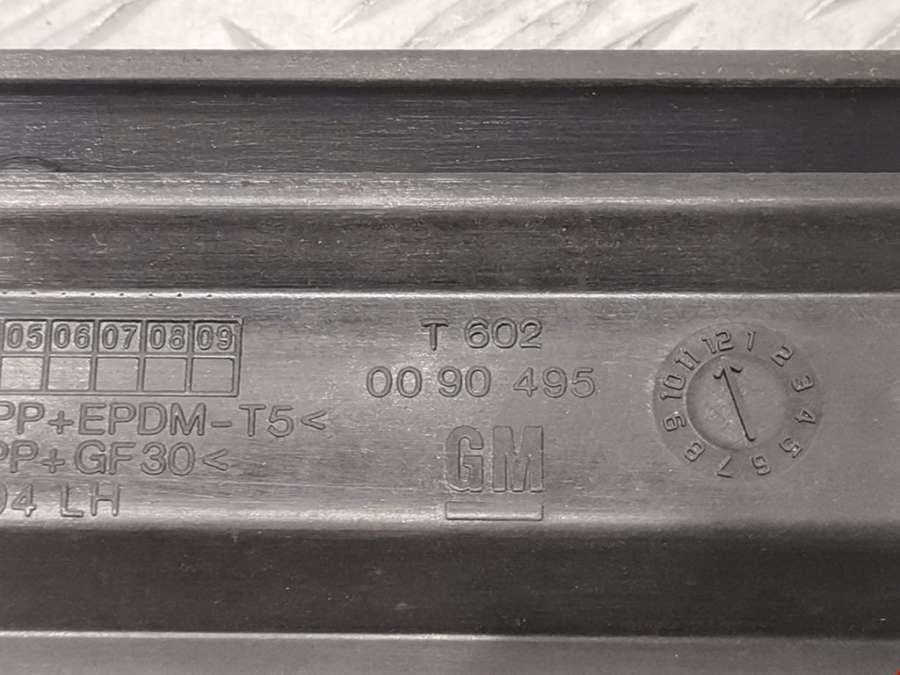 05 06 07 08 09
T 602
00 90 495
PP+EPDM-T5<
PP+GF30<
94 LH
GM
12 1 2 3 4 5 6 7 8 9 10 11